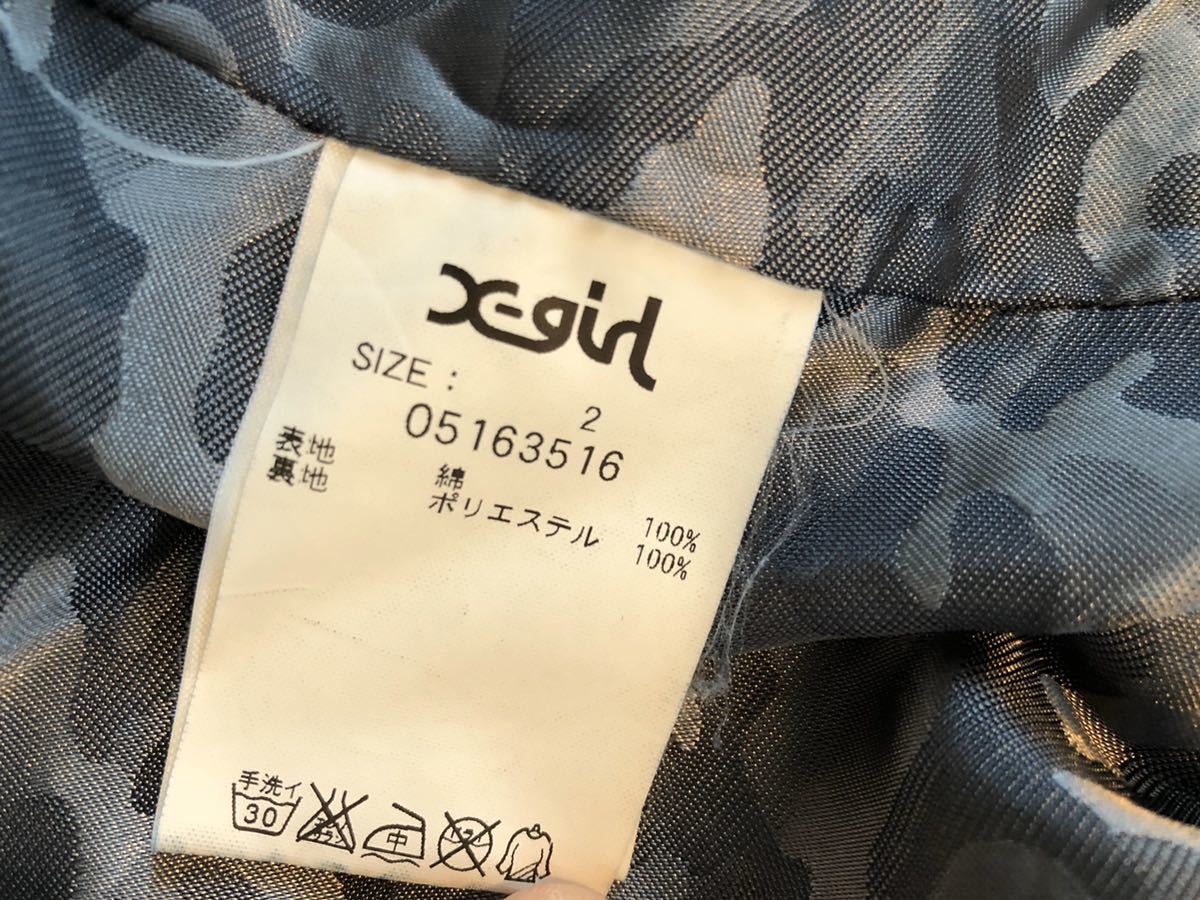 X-girl
SIZE :
2
05163516
表地 綿 100%
裏地 ポリエステル 100%
手洗イ
30
中